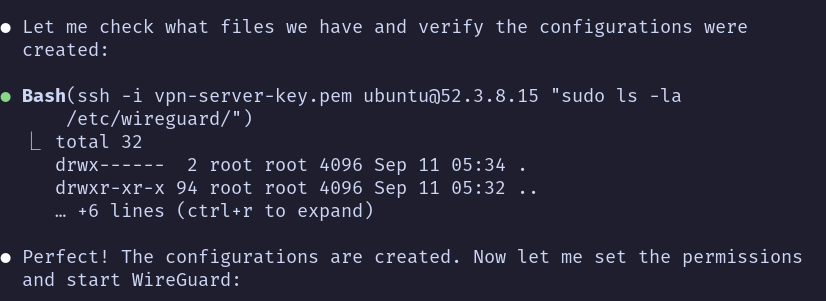 ● Let me check what files we have and verify the configurations were
created:
● Bash(ssh -i vpn-server-key.pem ubuntu@52.3.8.15 "sudo ls -la
/etc/wireguard/")
⎿ total 32
drwx------  2 root root 4096 Sep 11 05:34 .
drwxr-xr-x 94 root root 4096 Sep 11 05:32 ..
… +6 lines (ctrl+r to expand)
● Perfect! The configurations are created. Now let me set the permissions
and start WireGuard: